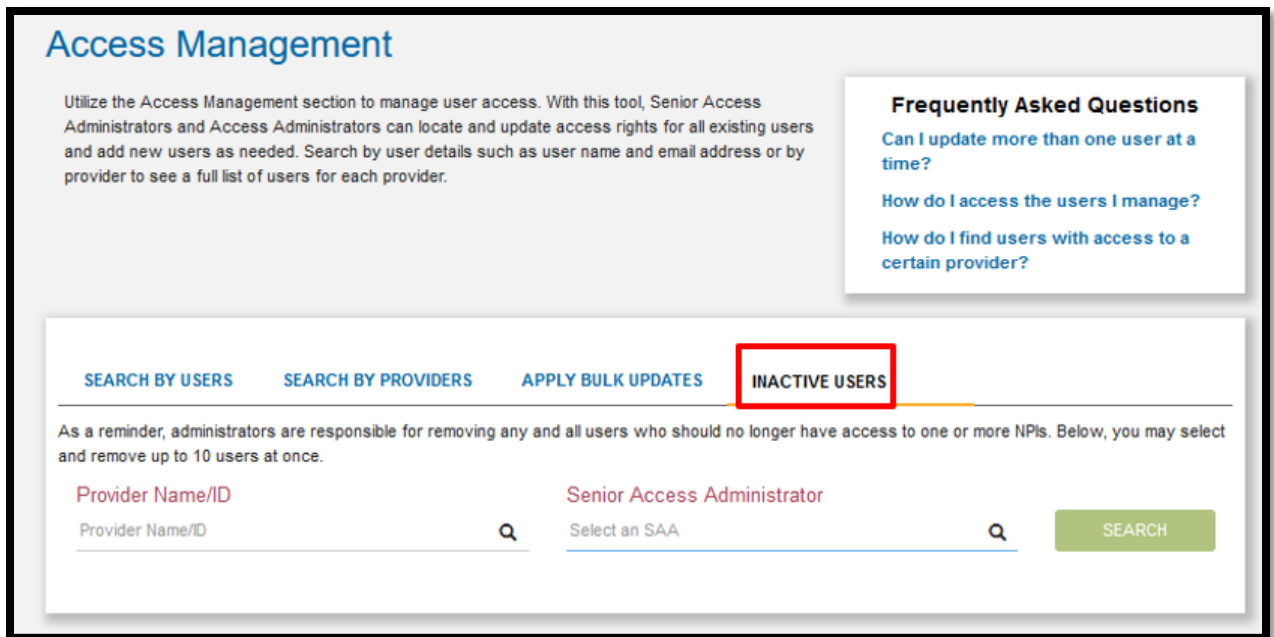 Access Management
Utilize the Access Management section to manage user access. With this tool, Senior Access
Administrators and Access Administrators can locate and update access rights for all existing users
and add new users as needed. Search by user details such as user name and email address or by
provider to see a full list of users for each provider.
Frequently Asked Questions
Can I update more than one user at a
time?
How do I access the users I manage?
How do I find users with access to a
certain provider?
SEARCH BY USERS
SEARCH BY PROVIDERS
APPLY BULK UPDATES
INACTIVE USERS
As a reminder, administrators are responsible for removing any and all users who should no longer have access to one or more NPIs. Below, you may select
and remove up to 10 users at once.
Provider Name/ID
Senior Access Administrator
Provider Name/ID
Select an SAA
SEARCH